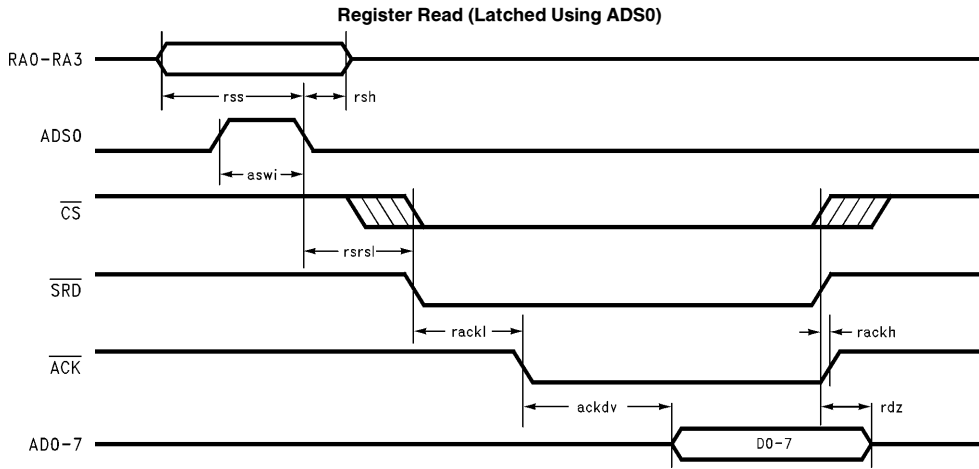 Register Read (Latched Using ADS0)
RA0-RA3
rss
rsh
ADS0
aswi
CS
rsrsl
SRD
rackl
rackh
ACK
ackdv
rdz
AD0-7
D0-7